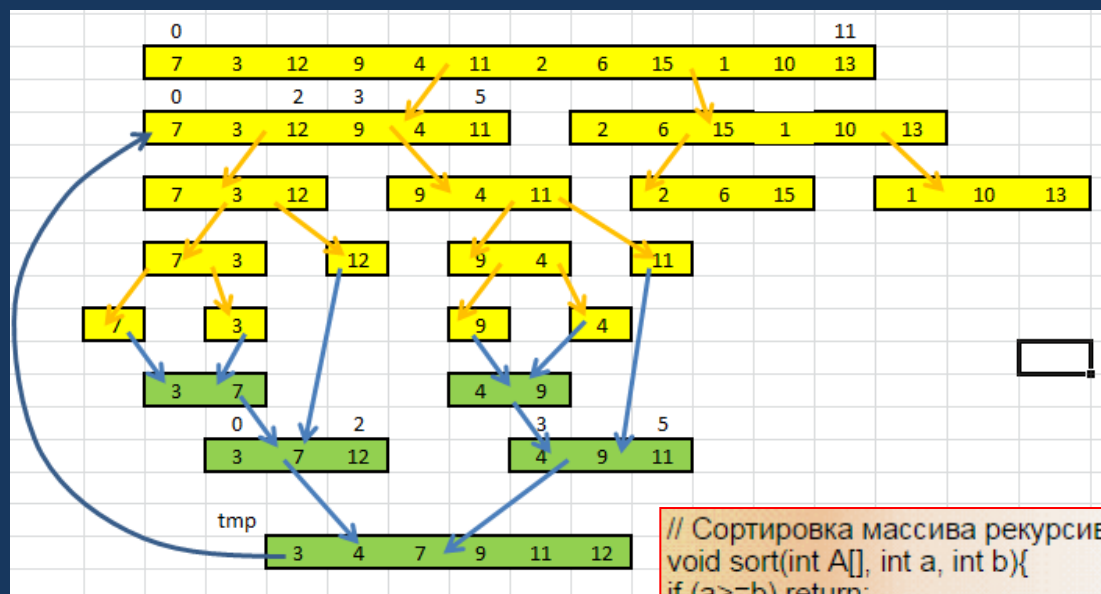 0 11
7 3 12 9 4 11 2 6 15 1 10 13
0 2 3 5
7 3 12 9 4 11 2 6 15 1 10 13
7 3 12 9 4 11 2 6 15 1 10 13
7 3 12 9 4 11
7 3 9 4
3 7 4 9
0 2 3 5
3 7 12 4 9 11
tmp
3 4 7 9 11 12
// Сортировка массива
void sort(int A[], int a, int b){
if (a>=b) return;